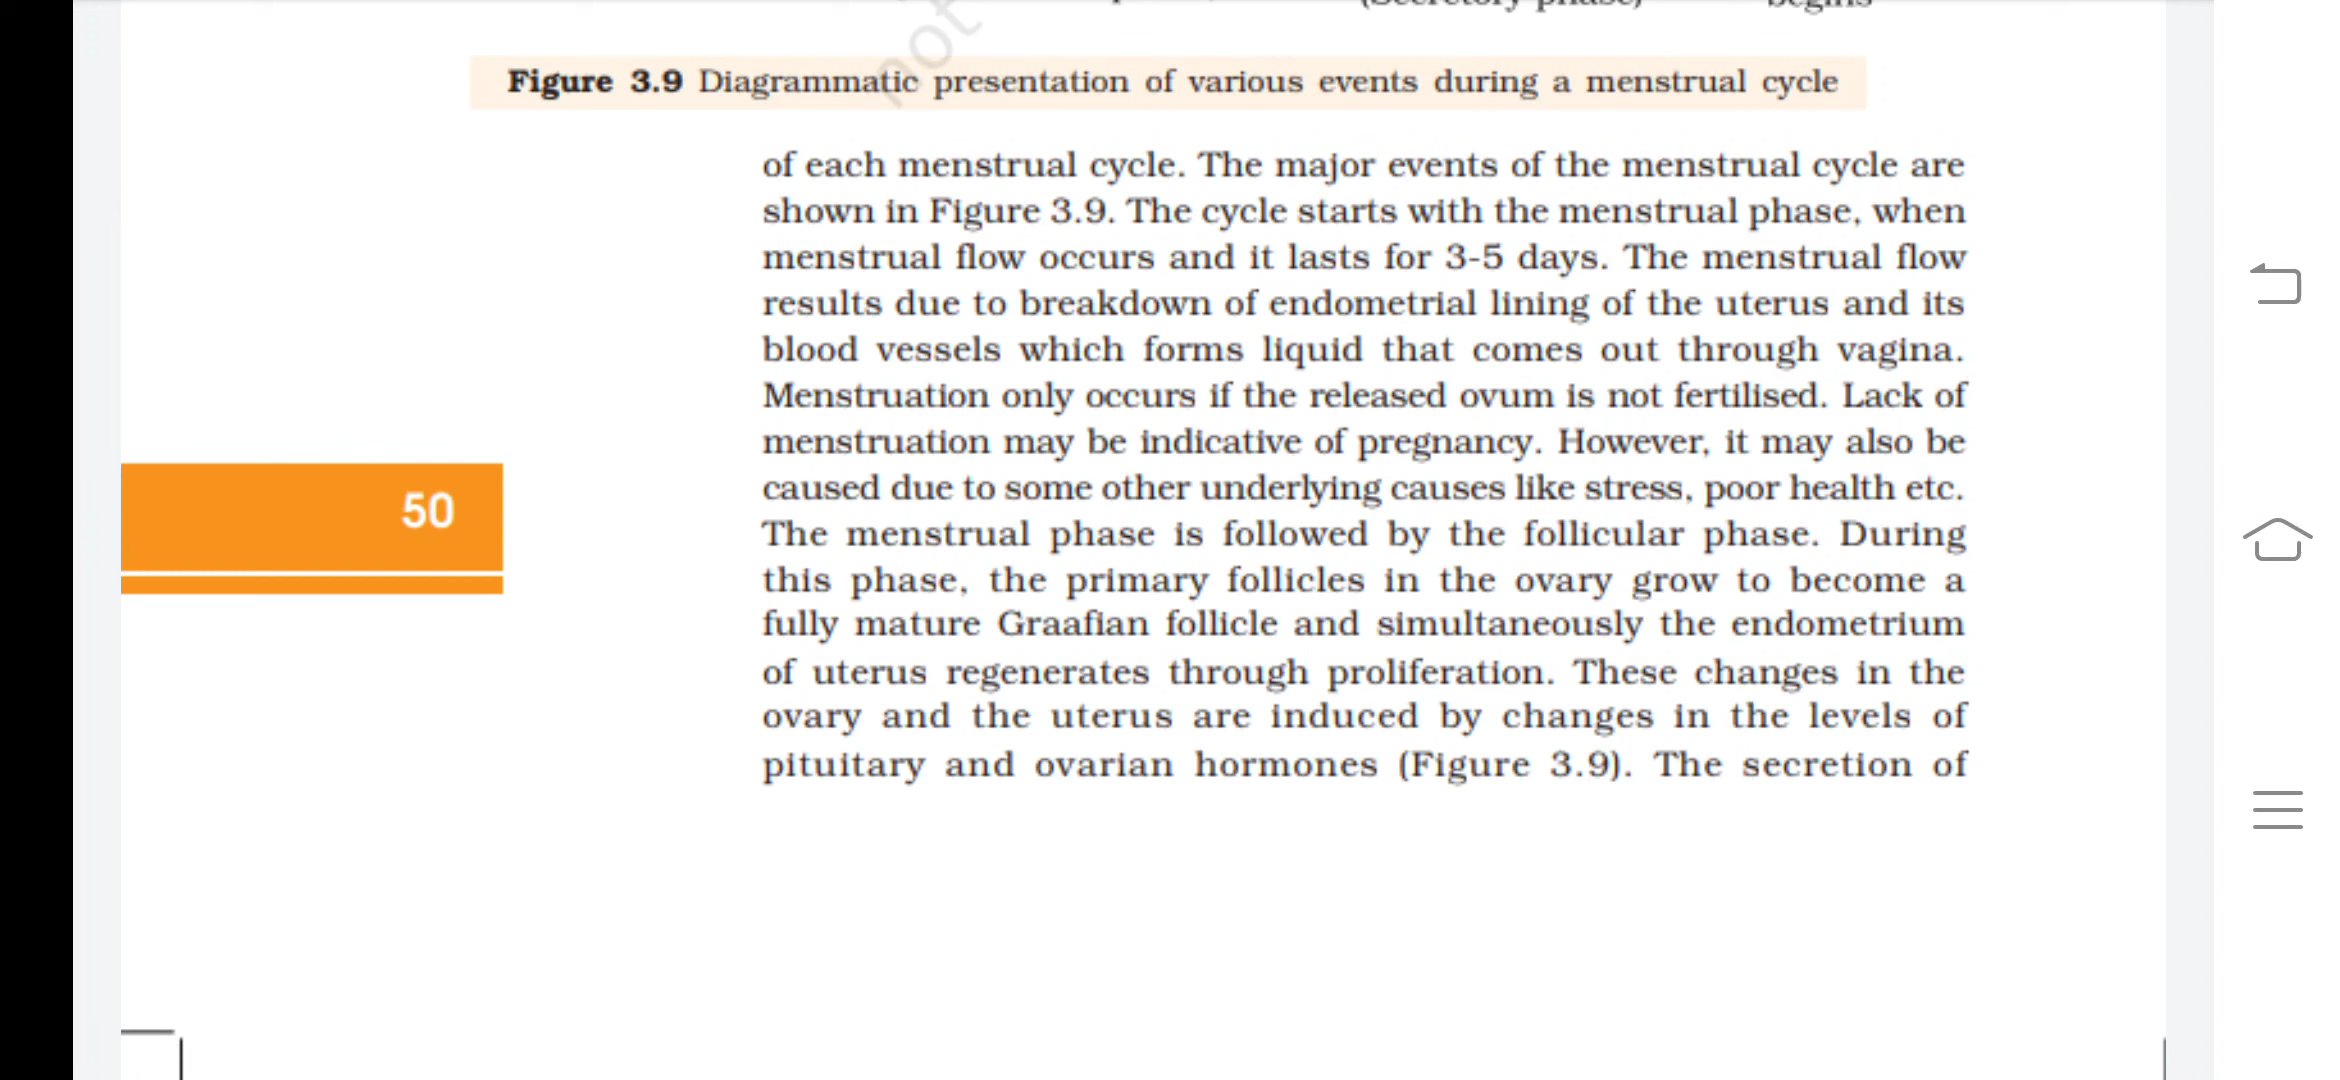 begins
not
Figure 3.9 Diagrammatic presentation of various events during a menstrual cycle
of each menstrual cycle. The major events of the menstrual cycle are
shown in Figure 3.9. The cycle starts with the menstrual phase, when
menstrual flow occurs and it lasts for 3-5 days. The menstrual flow
results due to breakdown of endometrial lining of the uterus and its
blood vessels which forms liquid that comes out through vagina.
Menstruation only occurs if the released ovum is not fertilised. Lack of
menstruation may be indicative of pregnancy. However, it may also be
caused due to some other underlying causes like stress, poor health etc.
The menstrual phase is followed by the follicular phase. During
this phase, the primary follicles in the ovary grow to become a
fully mature Graafian follicle and simultaneously the endometrium
of uterus regenerates through proliferation. These changes in the
ovary and the uterus are induced by changes in the levels of
pituitary and ovarian hormones (Figure 3.9). The secretion of
50